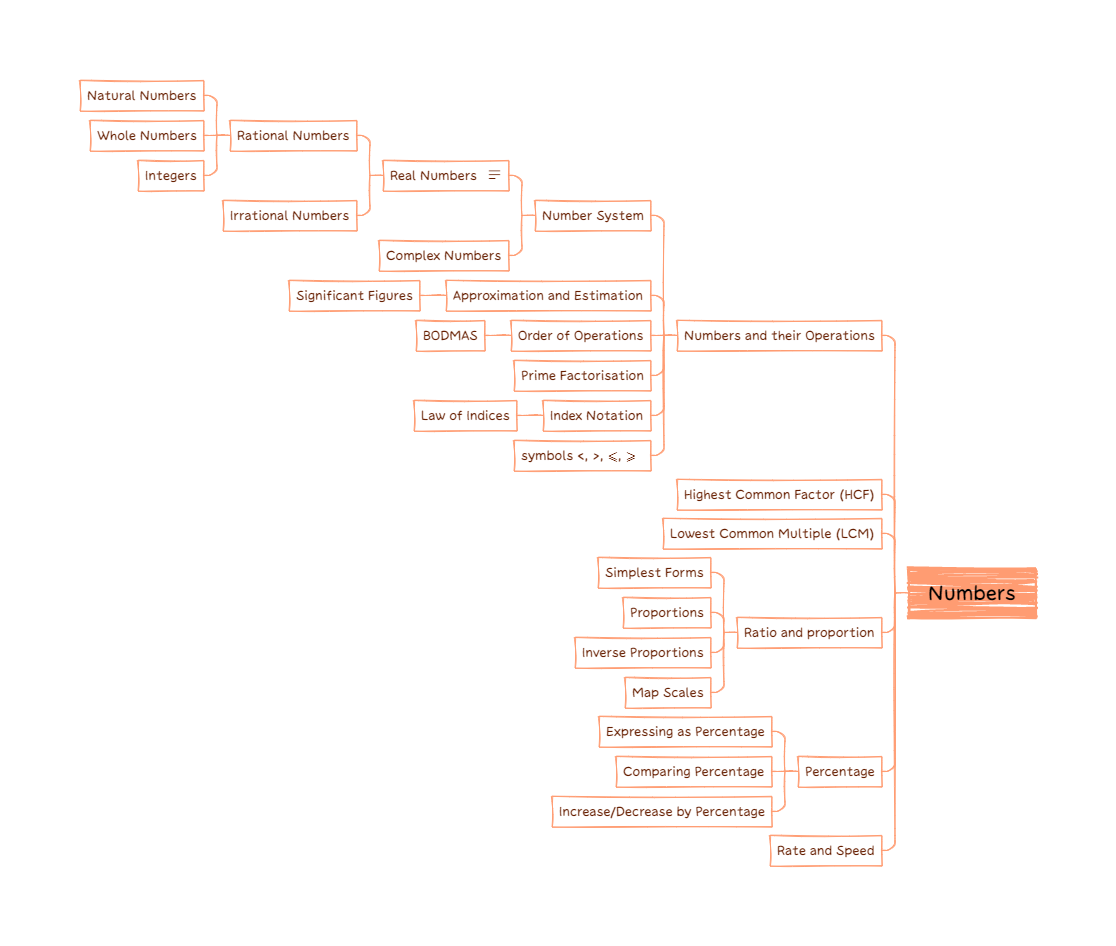 Natural Numbers
Whole Numbers
Rational Numbers
Integers
Real Numbers
Irrational Numbers
Number System
Complex Numbers
Significant Figures
Approximation and Estimation
BODMAS
Order of Operations
Numbers and their Operations
Prime Factorisation
Law of Indices
Index Notation
symbols <, >, ⩽, ⩾
Highest Common Factor (HCF)
Lowest Common Multiple (LCM)
Simplest Forms
Numbers
Proportions
Ratio and proportion
Inverse Proportions
Map Scales
Expressing as Percentage
Comparing Percentage
Percentage
Increase/Decrease by Percentage
Rate and Speed